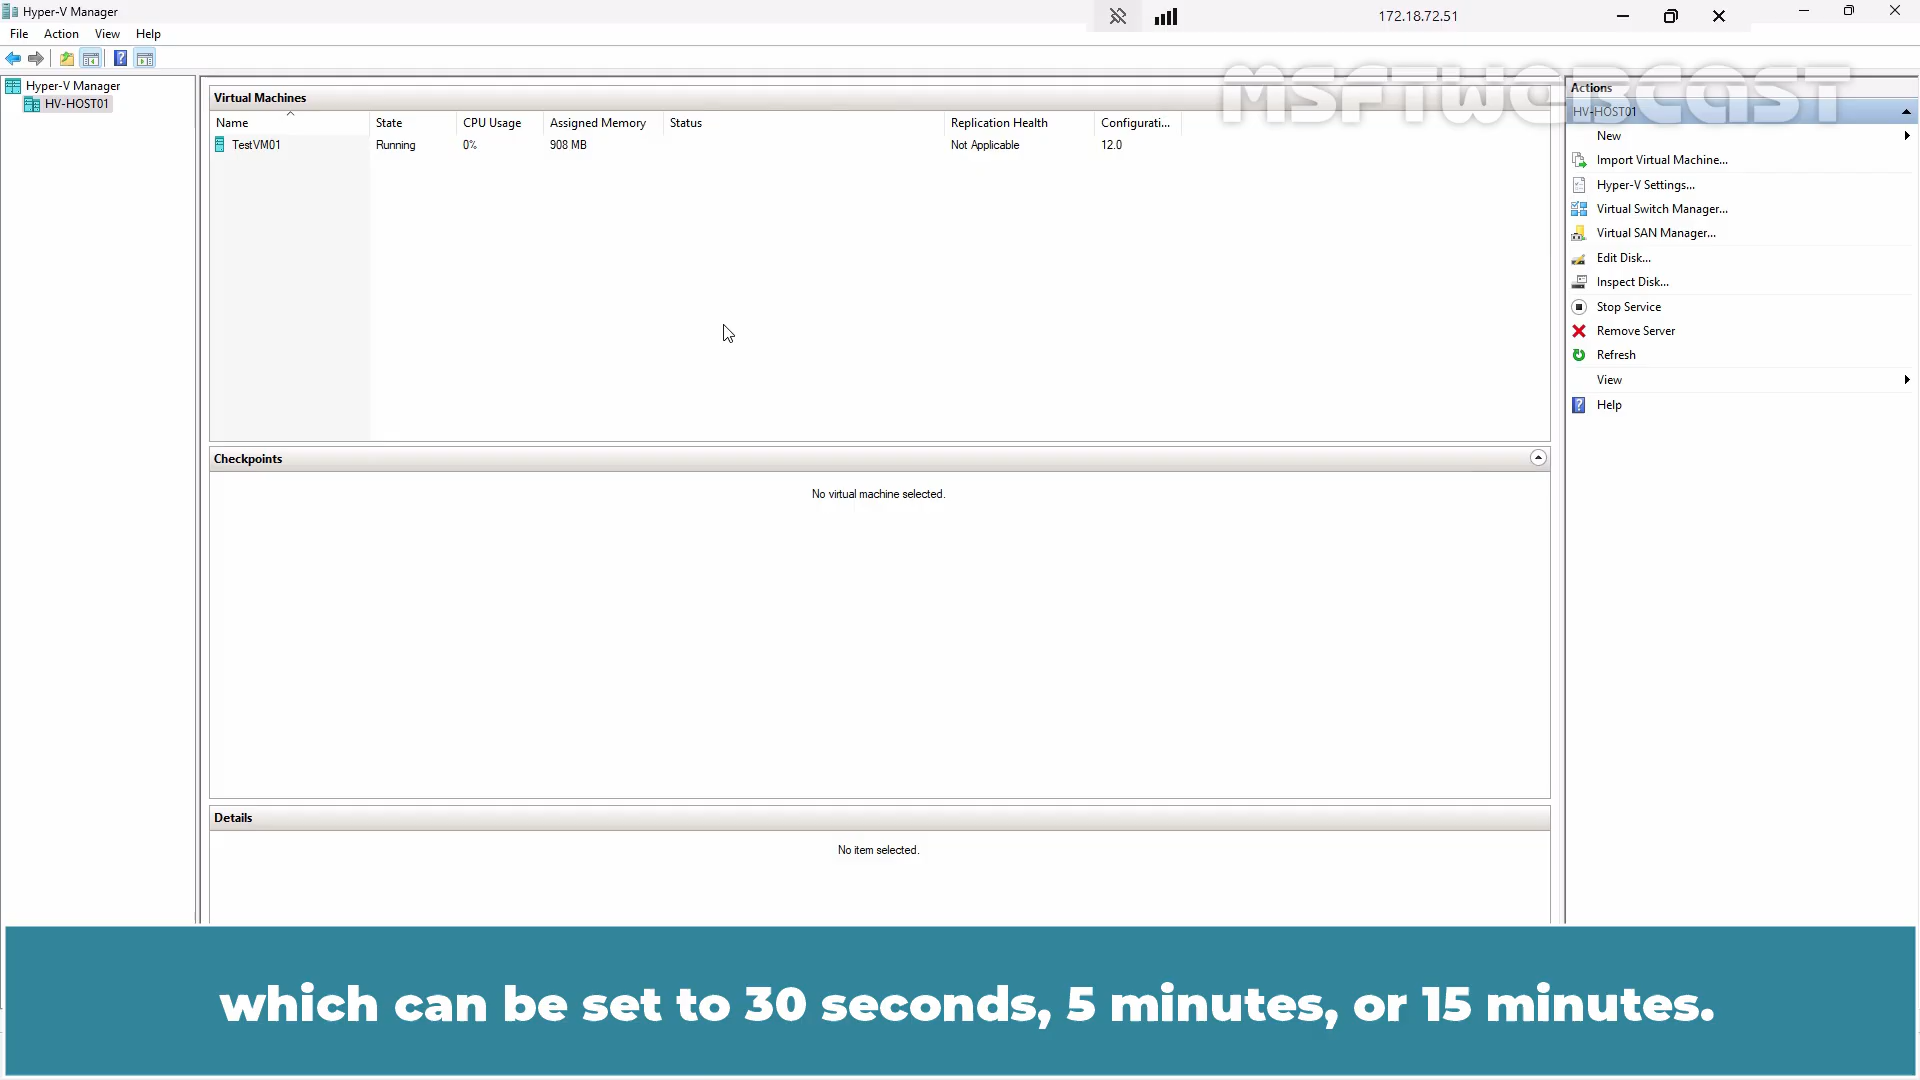 Hyper-V Manager
172.18.72.51
File Action View Help
MSFTWEBCAST
Hyper-V Manager
HV-HOST01
Virtual Machines
Name State CPU Usage Assigned Memory Status Replication Health Configurati...
TestVM01 Running 0% 908 MB Not Applicable 12.0
Checkpoints
No virtual machine selected.
Details
No item selected.
Actions
HV-HOST01
New
Import Virtual Machine...
Hyper-V Settings...
Virtual Switch Manager...
Virtual SAN Manager...
Edit Disk...
Inspect Disk...
Stop Service
Remove Server
Refresh
View
Help
which can be set to 30 seconds, 5 minutes, or 15 minutes.